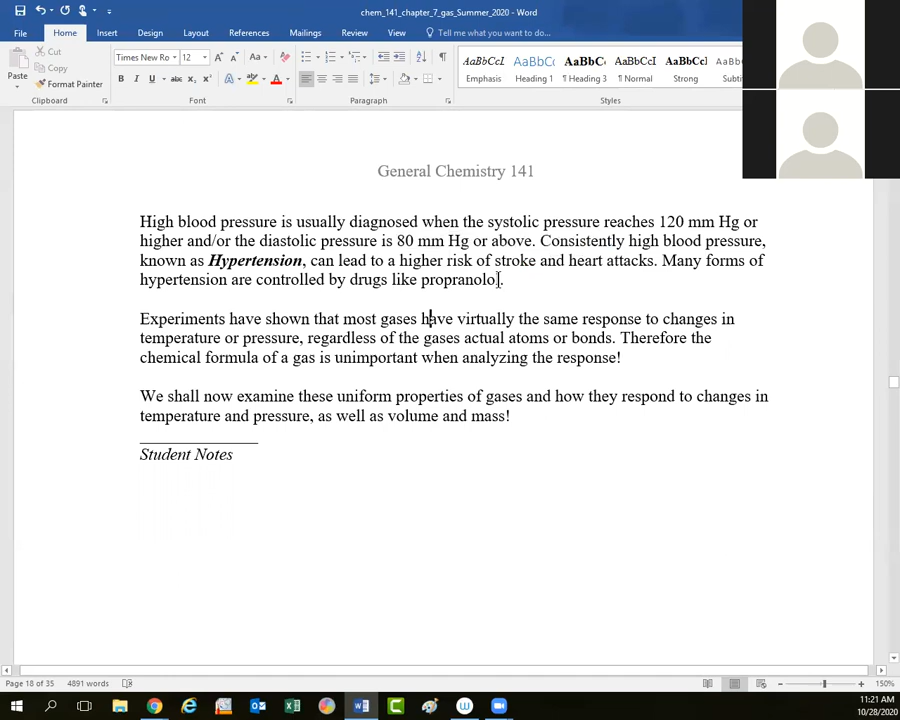 chem_141_chapter_7_gas_Summer_2020 - Word
File Home Insert Design Layout References Mailings Review View Tell me what you want to do...
Paste
Cut
Copy
Format Painter
Clipboard
Times New Ro 12
B I U abc X₂ X²
Font
Paragraph
AaBbCcL AaBbCc AaBbCc AaBbCcI AaBbCcI AaBbC
Emphasis Heading 1 ¶ Heading 3 ¶ Normal Strong Subti
Styles
General Chemistry 141
High blood pressure is usually diagnosed when the systolic pressure reaches 120 mm Hg or
higher and/or the diastolic pressure is 80 mm Hg or above. Consistently high blood pressure,
known as Hypertension, can lead to a higher risk of stroke and heart attacks. Many forms of
hypertension are controlled by drugs like propranolol.
Experiments have shown that most gases have virtually the same response to changes in
temperature or pressure, regardless of the gases actual atoms or bonds. Therefore the
chemical formula of a gas is unimportant when analyzing the response!
We shall now examine these uniform properties of gases and how they respond to changes in
temperature and pressure, as well as volume and mass!
Student Notes
Page 18 of 35 4891 words 150%
11:21 AM
10/28/2020